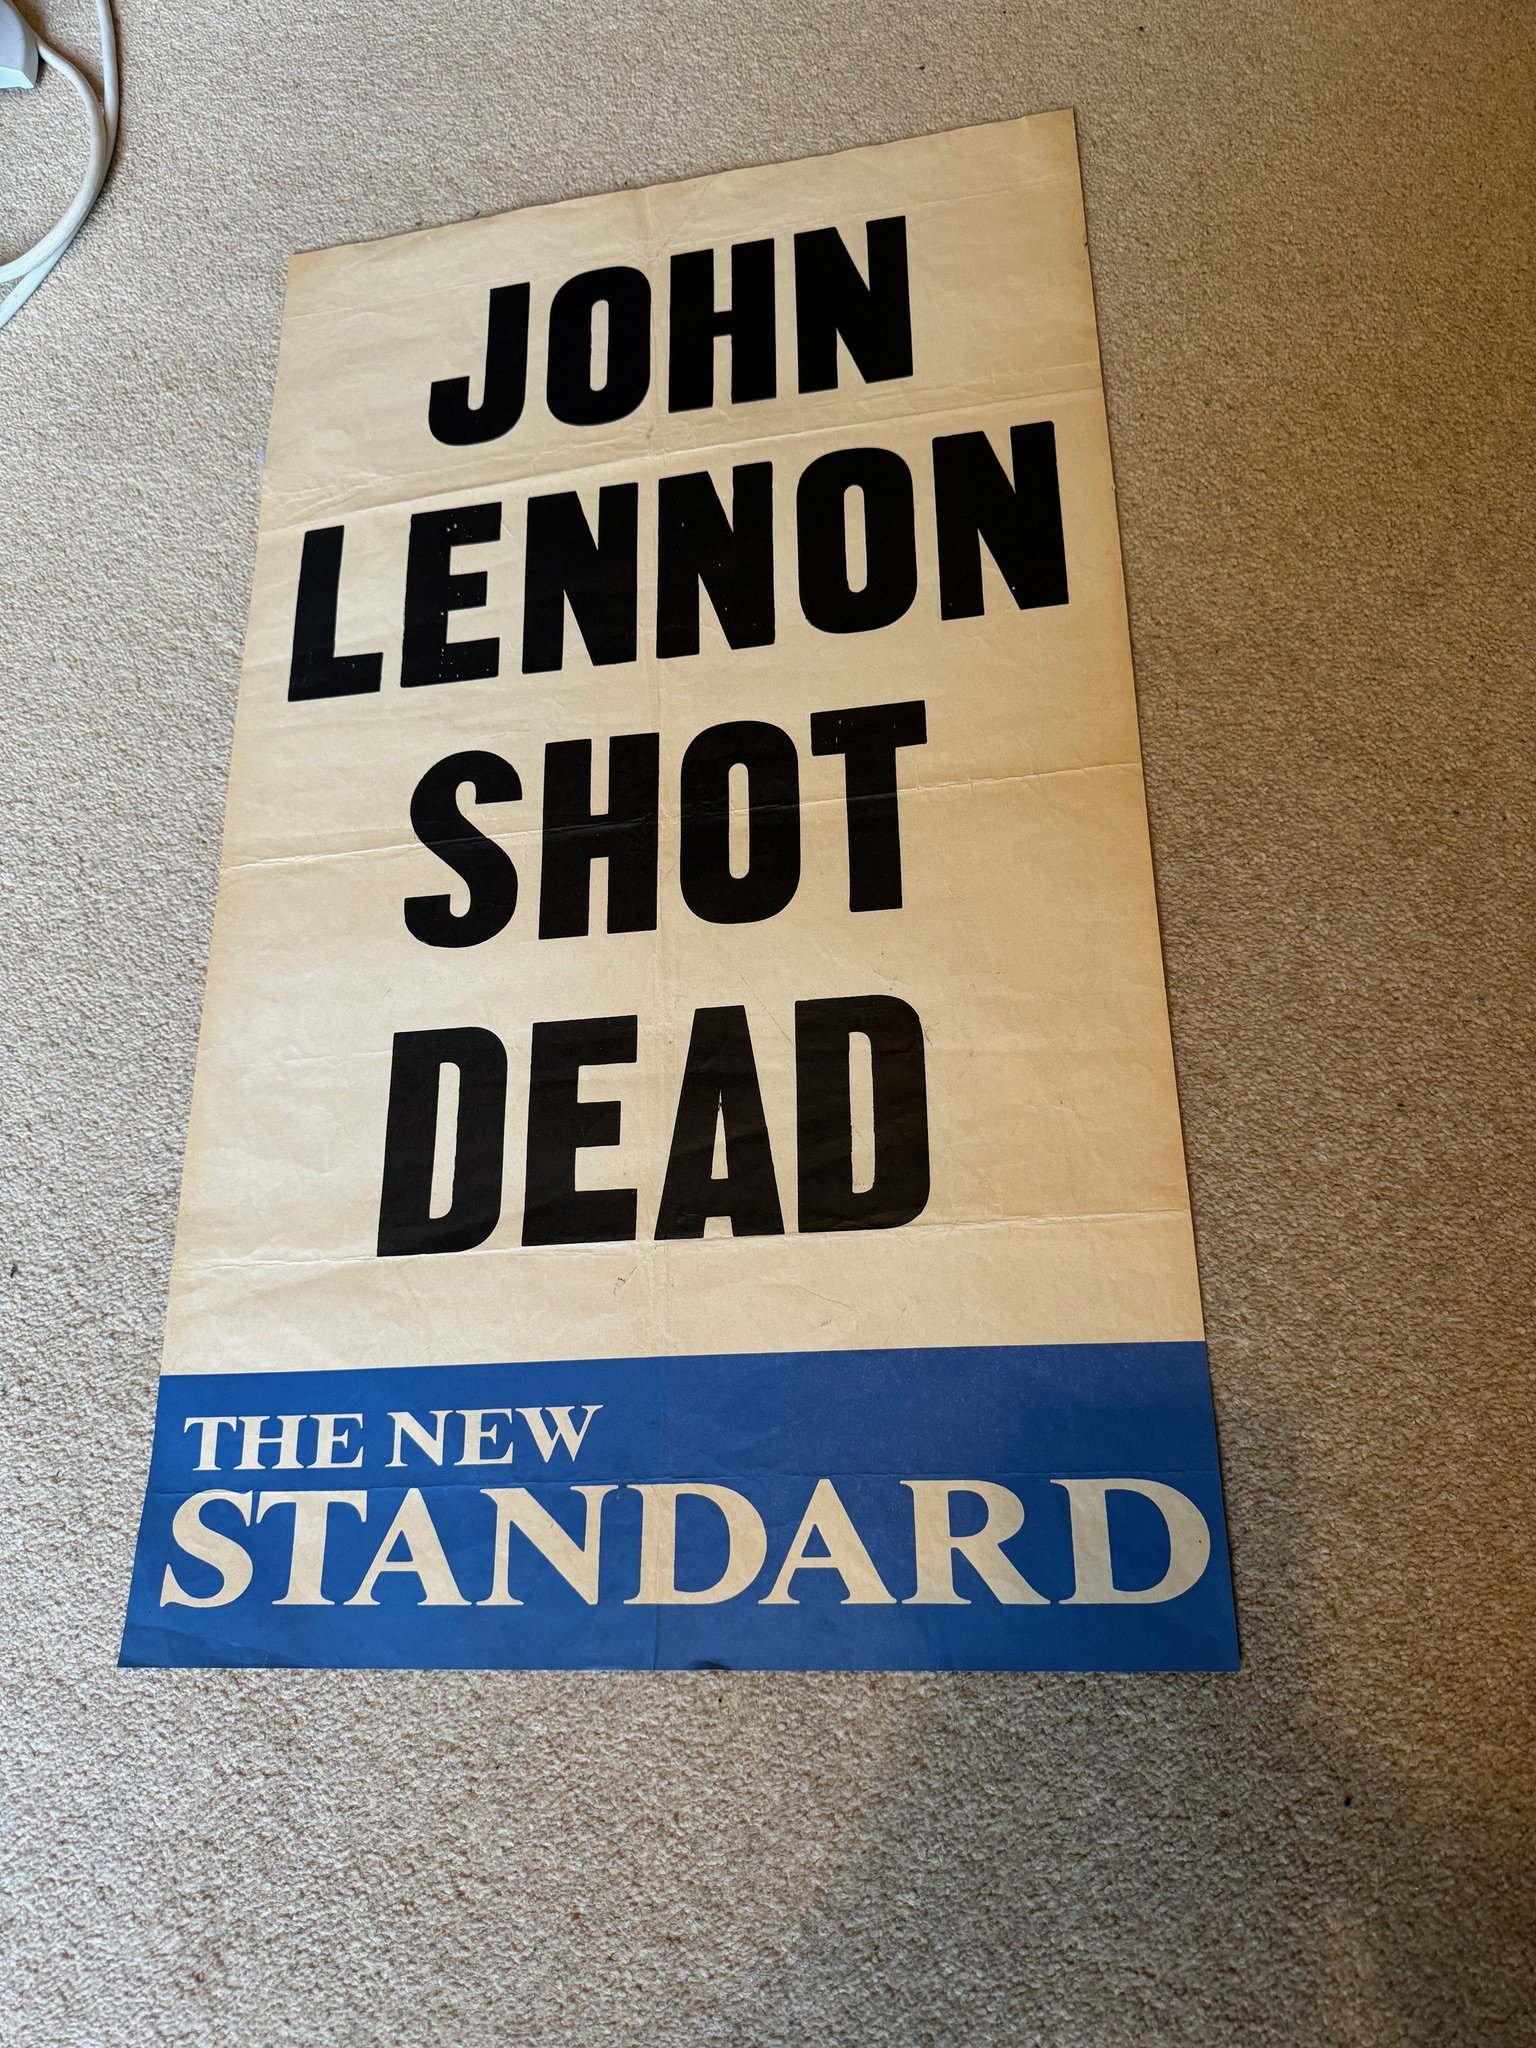 JOHN
LENNON
SHOT
DEAD
THE NEW
STANDARD